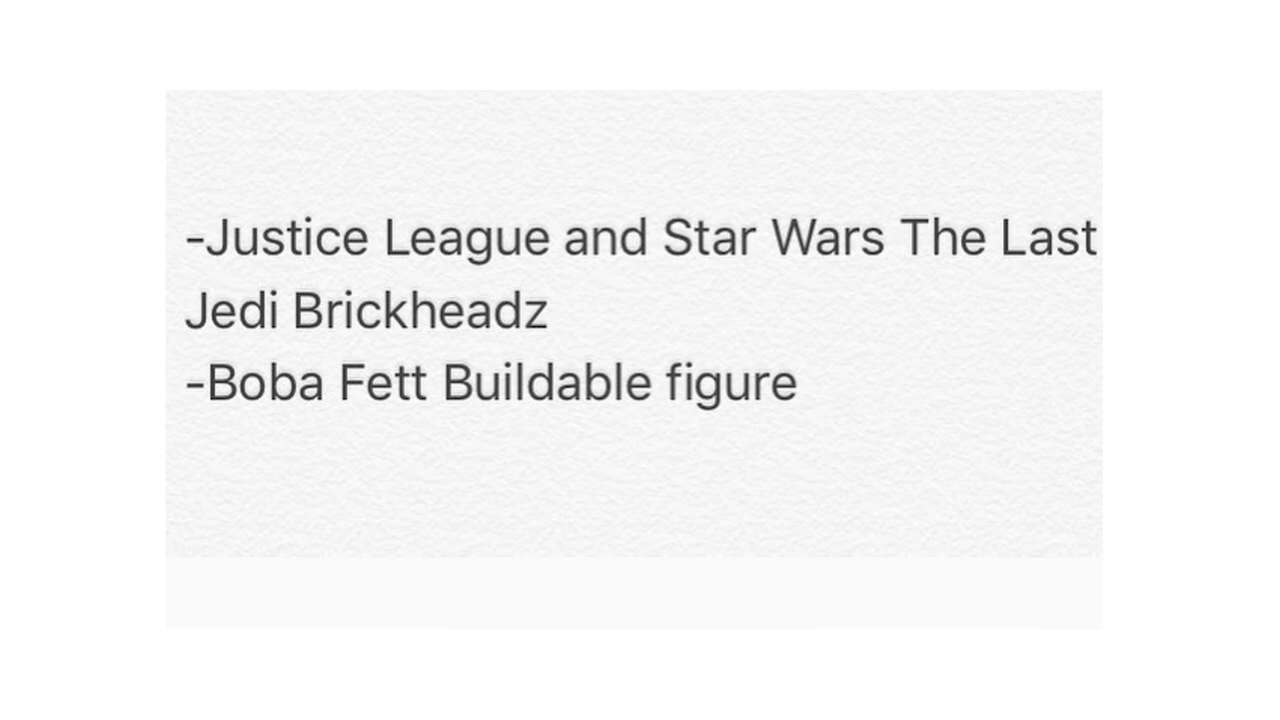 -Justice League and Star Wars The Last
Jedi Brickheadz
-Boba Fett Buildable figure